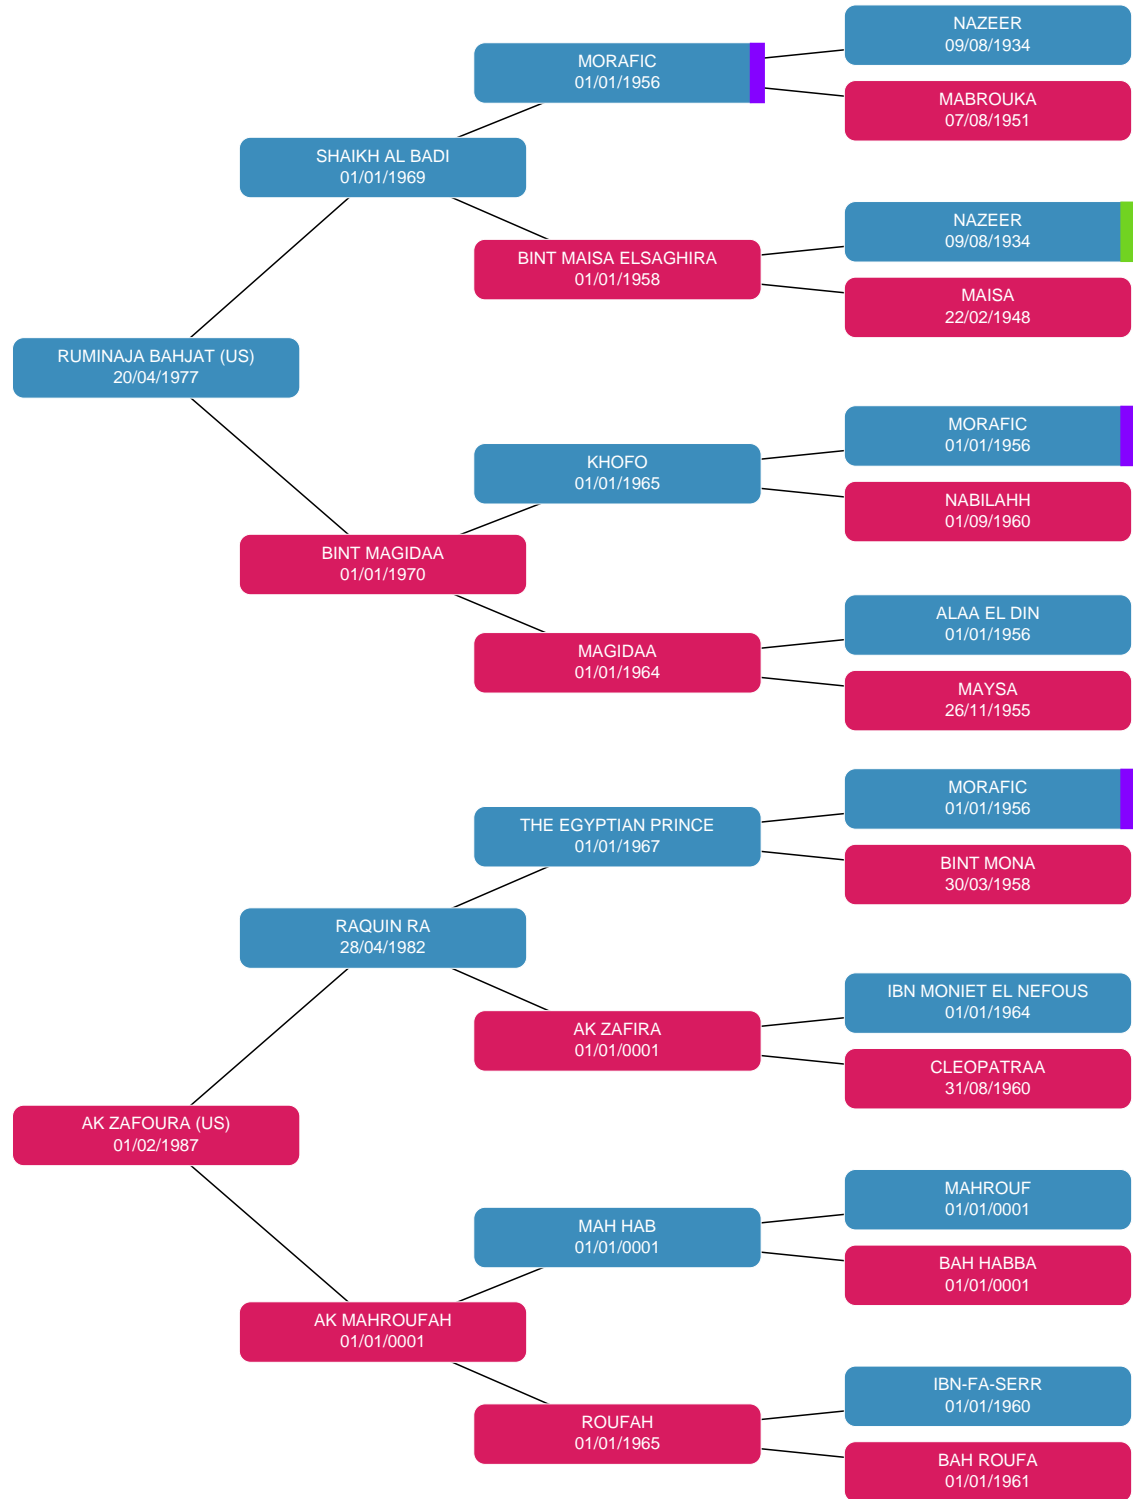 NAZEER
09/08/1934
MORAFIC
01/01/1956
MABROUKA
07/08/1951
SHAIKH AL BADI
01/01/1969
NAZEER
09/08/1934
BINT MAISA ELSAGHIRA
01/01/1958
MAISA
22/02/1948
RUMINAJA BAHJAT (US)
20/04/1977
MORAFIC
01/01/1956
KHOFO
01/01/1965
NABILAHH
01/09/1960
BINT MAGIDAA
01/01/1970
ALAA EL DIN
01/01/1956
MAGIDAA
01/01/1964
MAYSA
26/11/1955
MORAFIC
01/01/1956
THE EGYPTIAN PRINCE
01/01/1967
BINT MONA
30/03/1958
RAQUIN RA
28/04/1982
IBN MONIET EL NEFOUS
01/01/1964
AK ZAFIRA
01/01/0001
CLEOPATRAA
31/08/1960
AK ZAFOURA (US)
01/02/1987
MAHROUF
01/01/0001
MAH HAB
01/01/0001
BAH HABBA
01/01/0001
AK MAHROUFAH
01/01/0001
IBN-FA-SERR
01/01/1960
ROUFAH
01/01/1965
BAH ROUFA
01/01/1961